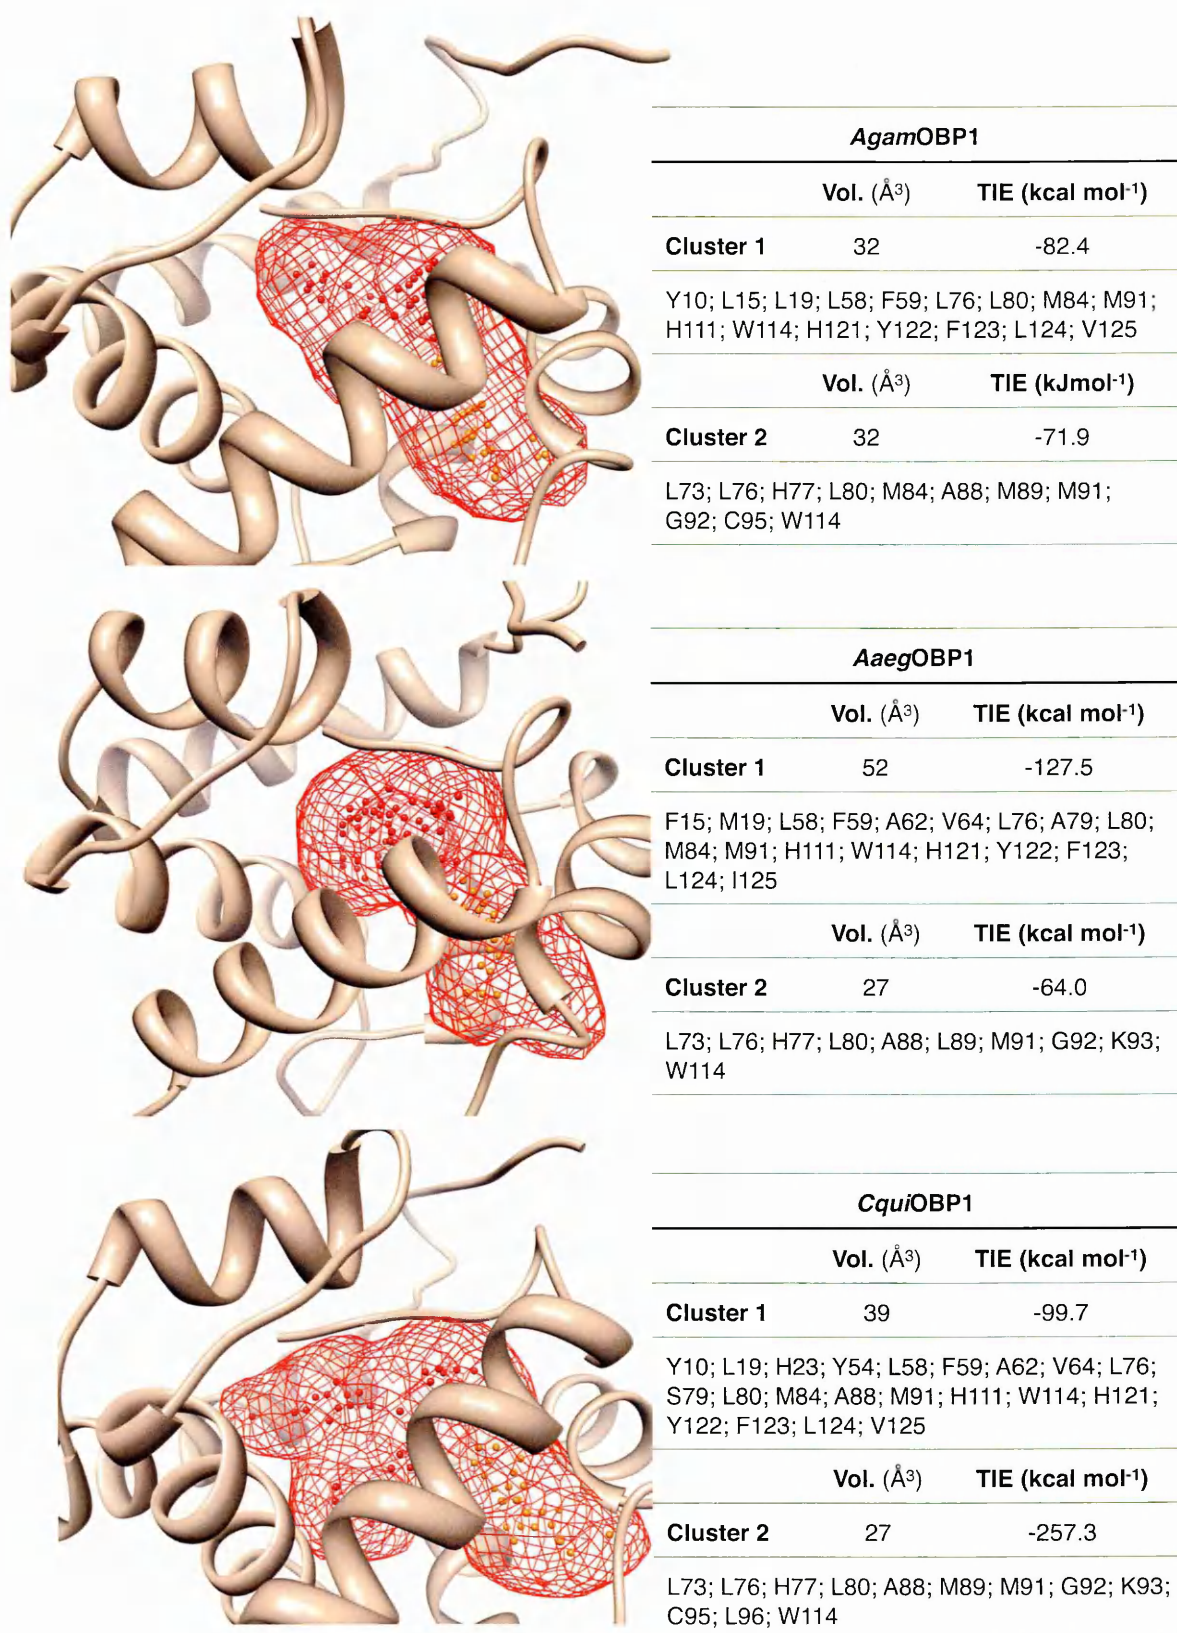 AgamOBP1
Vol. (Å³) TIE (kcal mol⁻¹)
Cluster 1 32 -82.4
Y10; L15; L19; L58; F59; L76; L80; M84; M91;
H111; W114; H121; Y122; F123; L124; V125
Vol. (Å³) TIE (kJmol⁻¹)
Cluster 2 32 -71.9
L73; L76; H77; L80; M84; A88; M89; M91;
G92; C95; W114
AaegOBP1
Vol. (Å³) TIE (kcal mol⁻¹)
Cluster 1 52 -127.5
F15; M19; L58; F59; A62; V64; L76; A79; L80;
M84; M91; H111; W114; H121; Y122; F123;
L124; I125
Vol. (Å³) TIE (kcal mol⁻¹)
Cluster 2 27 -64.0
L73; L76; H77; L80; A88; L89; M91; G92; K93;
W114
CquiOBP1
Vol. (Å³) TIE (kcal mol⁻¹)
Cluster 1 39 -99.7
Y10; L19; H23; Y54; L58; F59; A62; V64; L76;
S79; L80; M84; A88; M91; H111; W114; H121;
Y122; F123; L124; V125
Vol. (Å³) TIE (kcal mol⁻¹)
Cluster 2 27 -257.3
L73; L76; H77; L80; A88; M89; M91; G92; K93;
C95; L96; W114